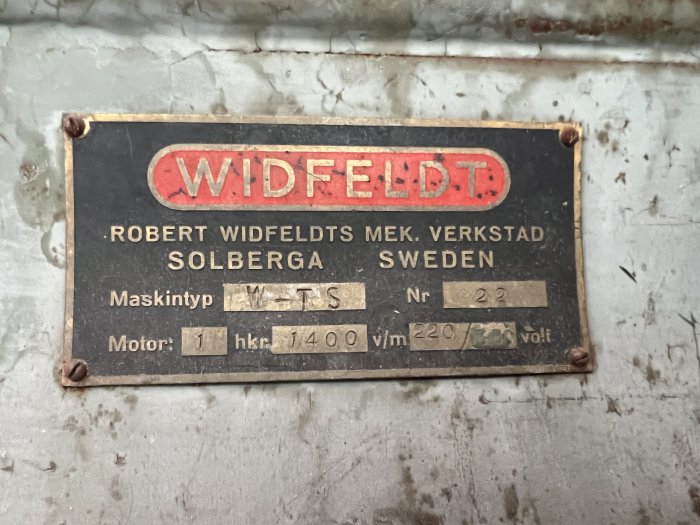 WIDFELDT
ROBERT WIDFELDTS MEK. VERKSTAD
SOLBERGA SWEDEN
Maskintyp W-TS Nr 22
Motor: 1 hkr. 1400 v/m 220/ volt